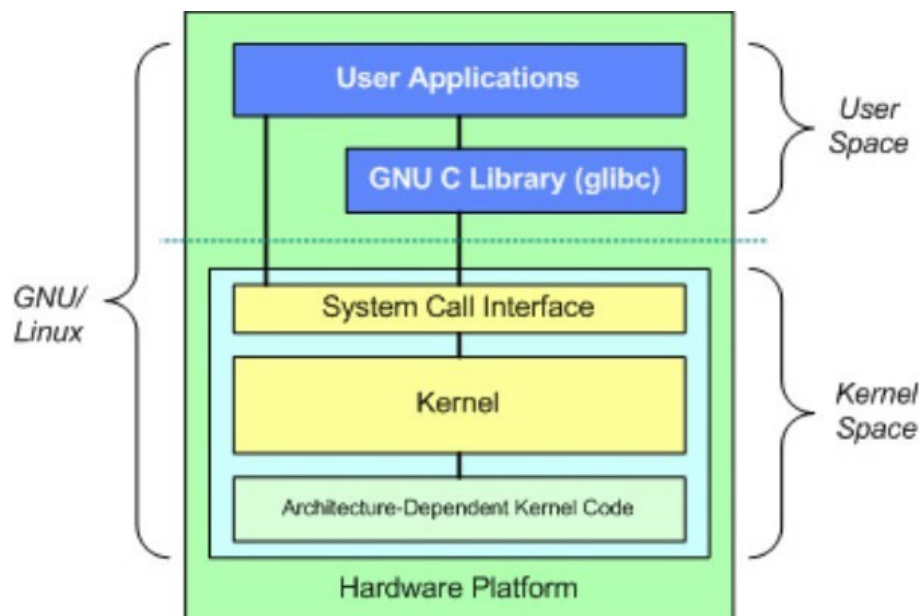 User Applications
User
Space
GNU C Library (glibc)
GNU/
Linux
System Call Interface
Kernel
Kernel
Space
Architecture-Dependent Kernel Code
Hardware Platform